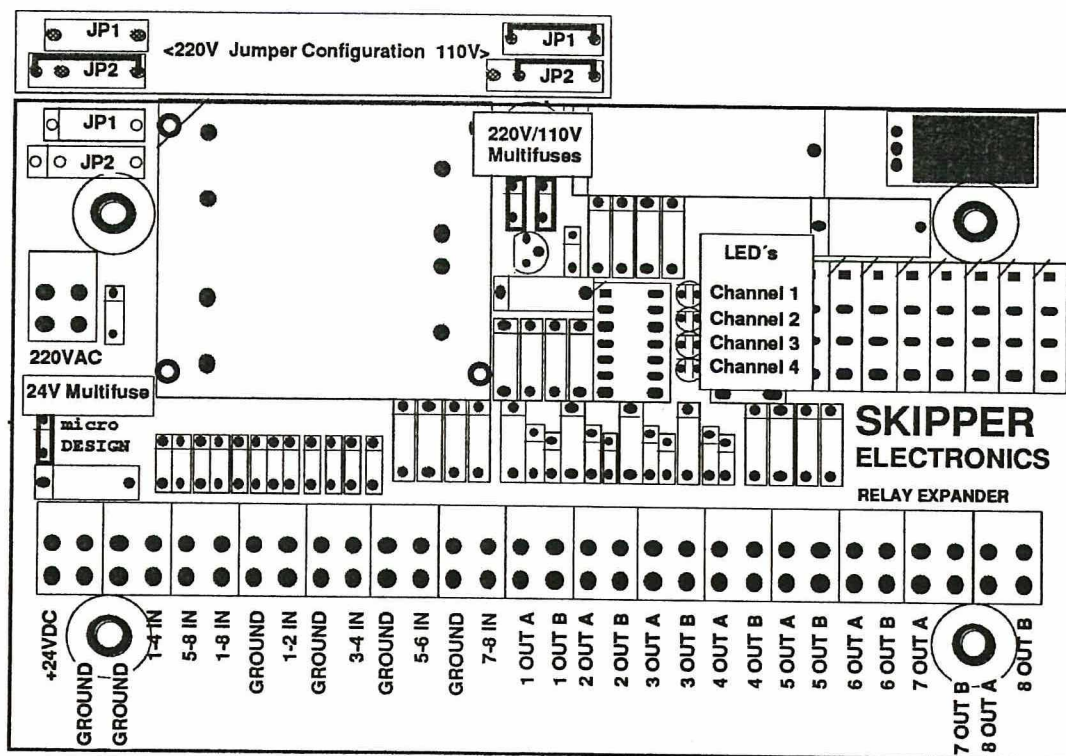 JP1
<220V Jumper Configuration 110V>
JP1
JP2
JP2
JP1
JP2
220V/110V
Multifuses
LED´s
Channel 1
Channel 2
Channel 3
Channel 4
220VAC
24V Multifuse
micro
DESIGN
SKIPPER
ELECTRONICS
RELAY EXPANDER
+24VDC
GROUND
GROUND
1-4 IN
5-8 IN
1-8 IN
GROUND
1-2 IN
GROUND
3-4 IN
GROUND
5-6 IN
GROUND
7-8 IN
1 OUT A
1 OUT B
2 OUT A
2 OUT B
3 OUT A
3 OUT B
4 OUT A
4 OUT B
5 OUT A
5 OUT B
6 OUT A
6 OUT B
7 OUT A
7 OUT B
8 OUT A
8 OUT B